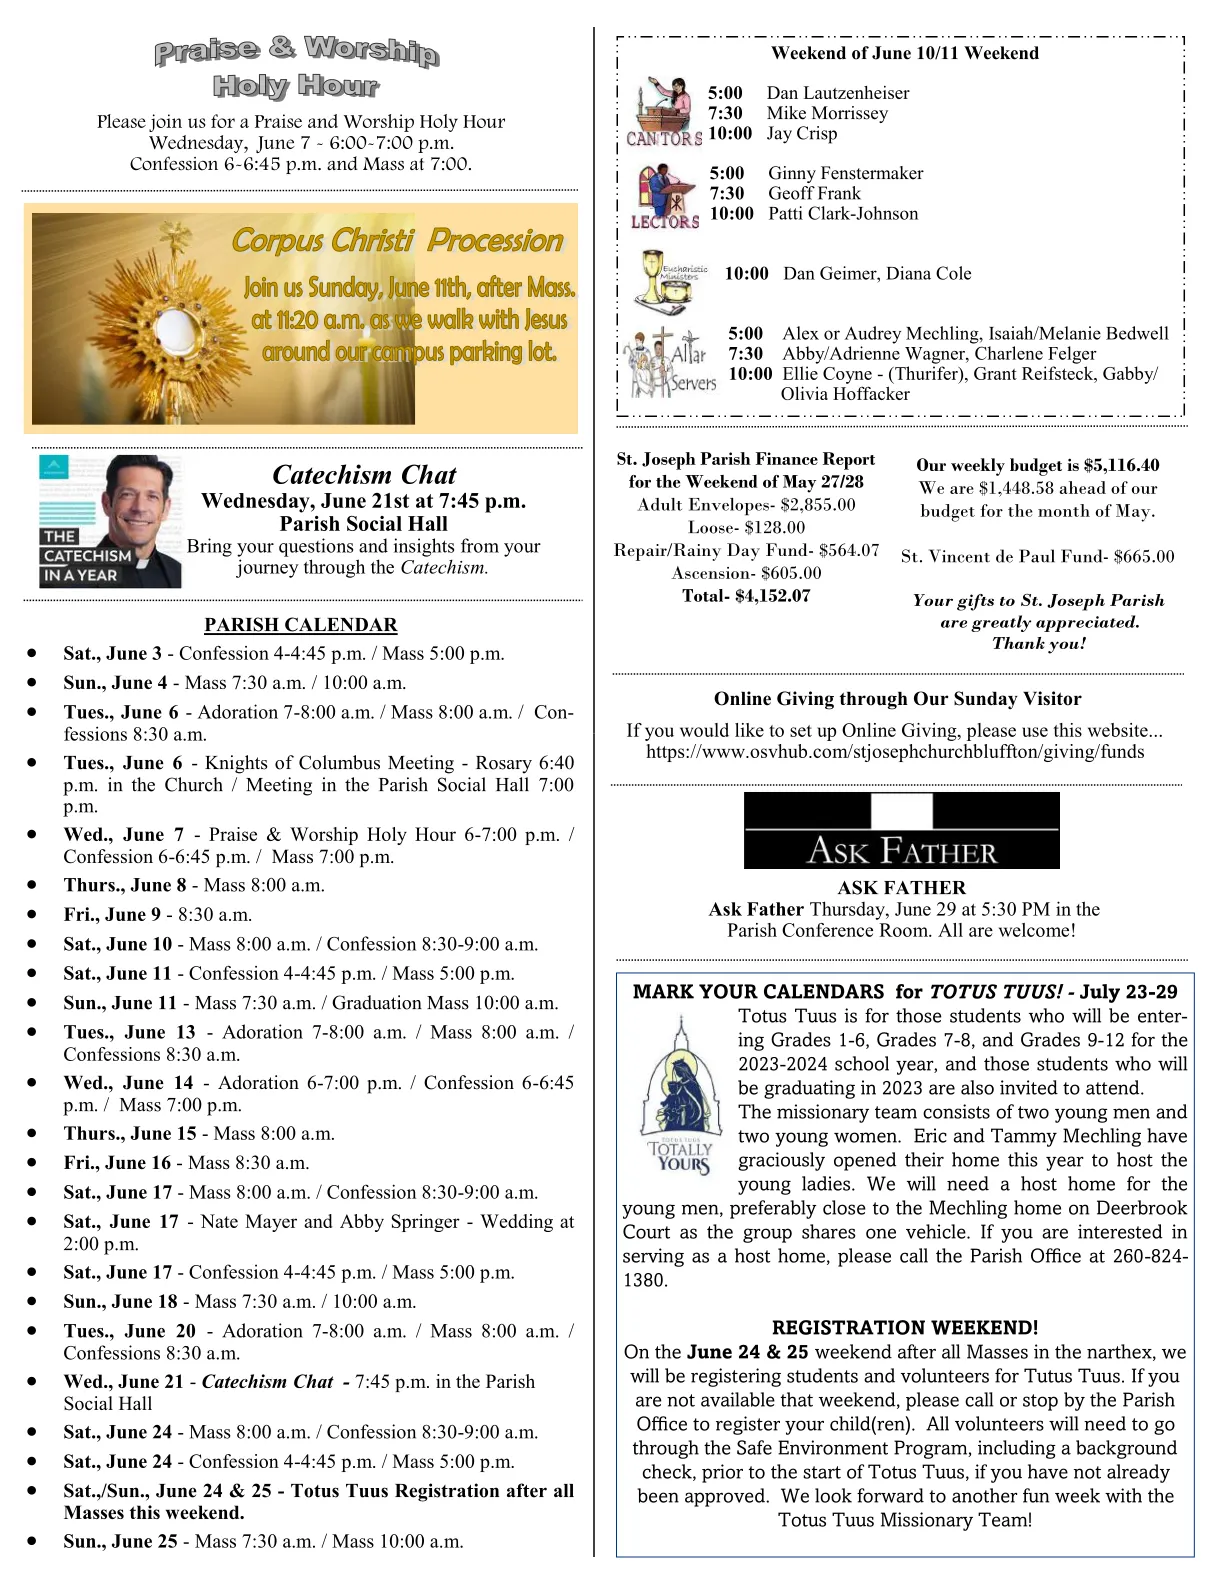 Praise & Worship
Holy Hour
Please join us for a Praise and Worship Holy Hour
Wednesday,  June 7 - 6:00-7:00 p.m.
Confession 6-6:45 p.m. and Mass at 7:00.
Corpus Christi  Procession
Join us Sunday, June 11th, after Mass.
at 11:20 a.m. as we walk with Jesus
around our campus parking lot.
THE
CATECHISM
IN A YEAR
Catechism Chat
Wednesday, June 21st at 7:45 p.m.
Parish Social Hall
Bring your questions and insights from your
journey through the Catechism.
PARISH CALENDAR
• Sat., June 3 - Confession 4-4:45 p.m. / Mass 5:00 p.m.
• Sun., June 4 - Mass 7:30 a.m. / 10:00 a.m.
• Tues., June 6 - Adoration 7-8:00 a.m. / Mass 8:00 a.m. /  Con-
fessions 8:30 a.m.
• Tues., June 6 - Knights of Columbus Meeting - Rosary 6:40
p.m. in the Church / Meeting in the Parish Social Hall 7:00
p.m.
• Wed., June 7 - Praise & Worship Holy Hour 6-7:00 p.m. /
Confession 6-6:45 p.m. /  Mass 7:00 p.m.
• Thurs., June 8 - Mass 8:00 a.m.
• Fri., June 9 - 8:30 a.m.
• Sat., June 10 - Mass 8:00 a.m. / Confession 8:30-9:00 a.m.
• Sat., June 11 - Confession 4-4:45 p.m. / Mass 5:00 p.m.
• Sun., June 11 - Mass 7:30 a.m. / Graduation Mass 10:00 a.m.
• Tues., June 13 - Adoration 7-8:00 a.m. / Mass 8:00 a.m. /
Confessions 8:30 a.m.
• Wed., June 14 - Adoration 6-7:00 p.m. / Confession 6-6:45
p.m. /  Mass 7:00 p.m.
• Thurs., June 15 - Mass 8:00 a.m.
• Fri., June 16 - Mass 8:30 a.m.
• Sat., June 17 - Mass 8:00 a.m. / Confession 8:30-9:00 a.m.
• Sat., June 17 - Nate Mayer and Abby Springer - Wedding at
2:00 p.m.
• Sat., June 17 - Confession 4-4:45 p.m. / Mass 5:00 p.m.
• Sun., June 18 - Mass 7:30 a.m. / 10:00 a.m.
• Tues., June 20 - Adoration 7-8:00 a.m. / Mass 8:00 a.m. /
Confessions 8:30 a.m.
• Wed., June 21 - Catechism Chat  - 7:45 p.m. in the Parish
Social Hall
• Sat., June 24 - Mass 8:00 a.m. / Confession 8:30-9:00 a.m.
• Sat., June 24 - Confession 4-4:45 p.m. / Mass 5:00 p.m.
• Sat.,/Sun., June 24 & 25 - Totus Tuus Registration after all
Masses this weekend.
• Sun., June 25 - Mass 7:30 a.m. / Mass 10:00 a.m.
Weekend of June 10/11 Weekend
CANTORS
5:00 Dan Lautzenheiser
7:30 Mike Morrissey
10:00 Jay Crisp
LECTORS
5:00 Ginny Fenstermaker
7:30 Geoff Frank
10:00 Patti Clark-Johnson
Eucharistic
Ministers
10:00 Dan Geimer, Diana Cole
Altar
Servers
5:00 Alex or Audrey Mechling, Isaiah/Melanie Bedwell
7:30 Abby/Adrienne Wagner, Charlene Felger
10:00 Ellie Coyne - (Thurifer), Grant Reifsteck, Gabby/
Olivia Hoffacker
St. Joseph Parish Finance Report
for the Weekend of May 27/28
Adult Envelopes- $2,855.00
Loose- $128.00
Repair/Rainy Day Fund- $564.07
Ascension- $605.00
Total- $4,152.07
Our weekly budget is $5,116.40
We are $1,448.58 ahead of our
budget for the month of May.
St. Vincent de Paul Fund- $665.00
Your gifts to St. Joseph Parish
are greatly appreciated.
Thank you!
Online Giving through Our Sunday Visitor
If you would like to set up Online Giving, please use this website...
https://www.osvhub.com/stjosephchurchbluffton/giving/funds
ASK FATHER
ASK FATHER
Ask Father Thursday, June 29 at 5:30 PM in the
Parish Conference Room. All are welcome!
MARK YOUR CALENDARS  for TOTUS TUUS! - July 23-29
TOTUS TUUS
TOTALLY
YOURS
Totus Tuus is for those students who will be enter-
ing Grades 1-6, Grades 7-8, and Grades 9-12 for the
2023-2024 school year, and those students who will
be graduating in 2023 are also invited to attend.
The missionary team consists of two young men and
two young women.  Eric and Tammy Mechling have
graciously opened their home this year to host the
young ladies. We will need a host home for the
young men, preferably close to the Mechling home on Deerbrook
Court as the group shares one vehicle. If you are interested in
serving as a host home, please call the Parish Office at 260-824-
1380.
REGISTRATION WEEKEND!
On the June 24 & 25 weekend after all Masses in the narthex, we
will be registering students and volunteers for Tutus Tuus. If you
are not available that weekend, please call or stop by the Parish
Office to register your child(ren).  All volunteers will need to go
through the Safe Environment Program, including a background
check, prior to the start of Totus Tuus, if you have not already
been approved.  We look forward to another fun week with the
Totus Tuus Missionary Team!